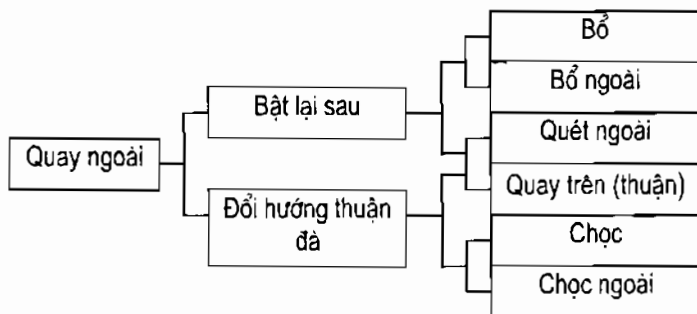 Quay ngoài
Bật lại sau
Đổi hướng thuận
đà
Bổ
Bổ ngoài
Quét ngoài
Quay trên (thuận)
Chọc
Chọc ngoài